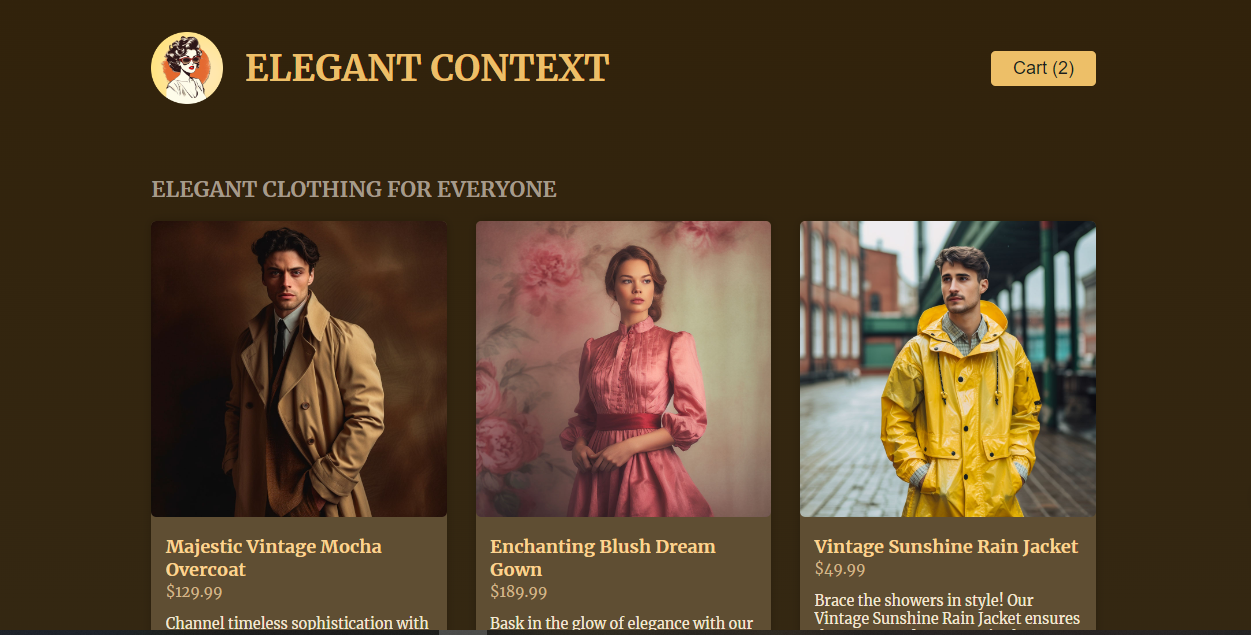 ELEGANT CONTEXT
Cart (2)
ELEGANT CLOTHING FOR EVERYONE
Majestic Vintage Mocha
Overcoat
$129.99
Channel timeless sophistication with
Enchanting Blush Dream
Gown
$189.99
Bask in the glow of elegance with our
Vintage Sunshine Rain Jacket
$49.99
Brace the showers in style! Our
Vintage Sunshine Rain Jacket ensures